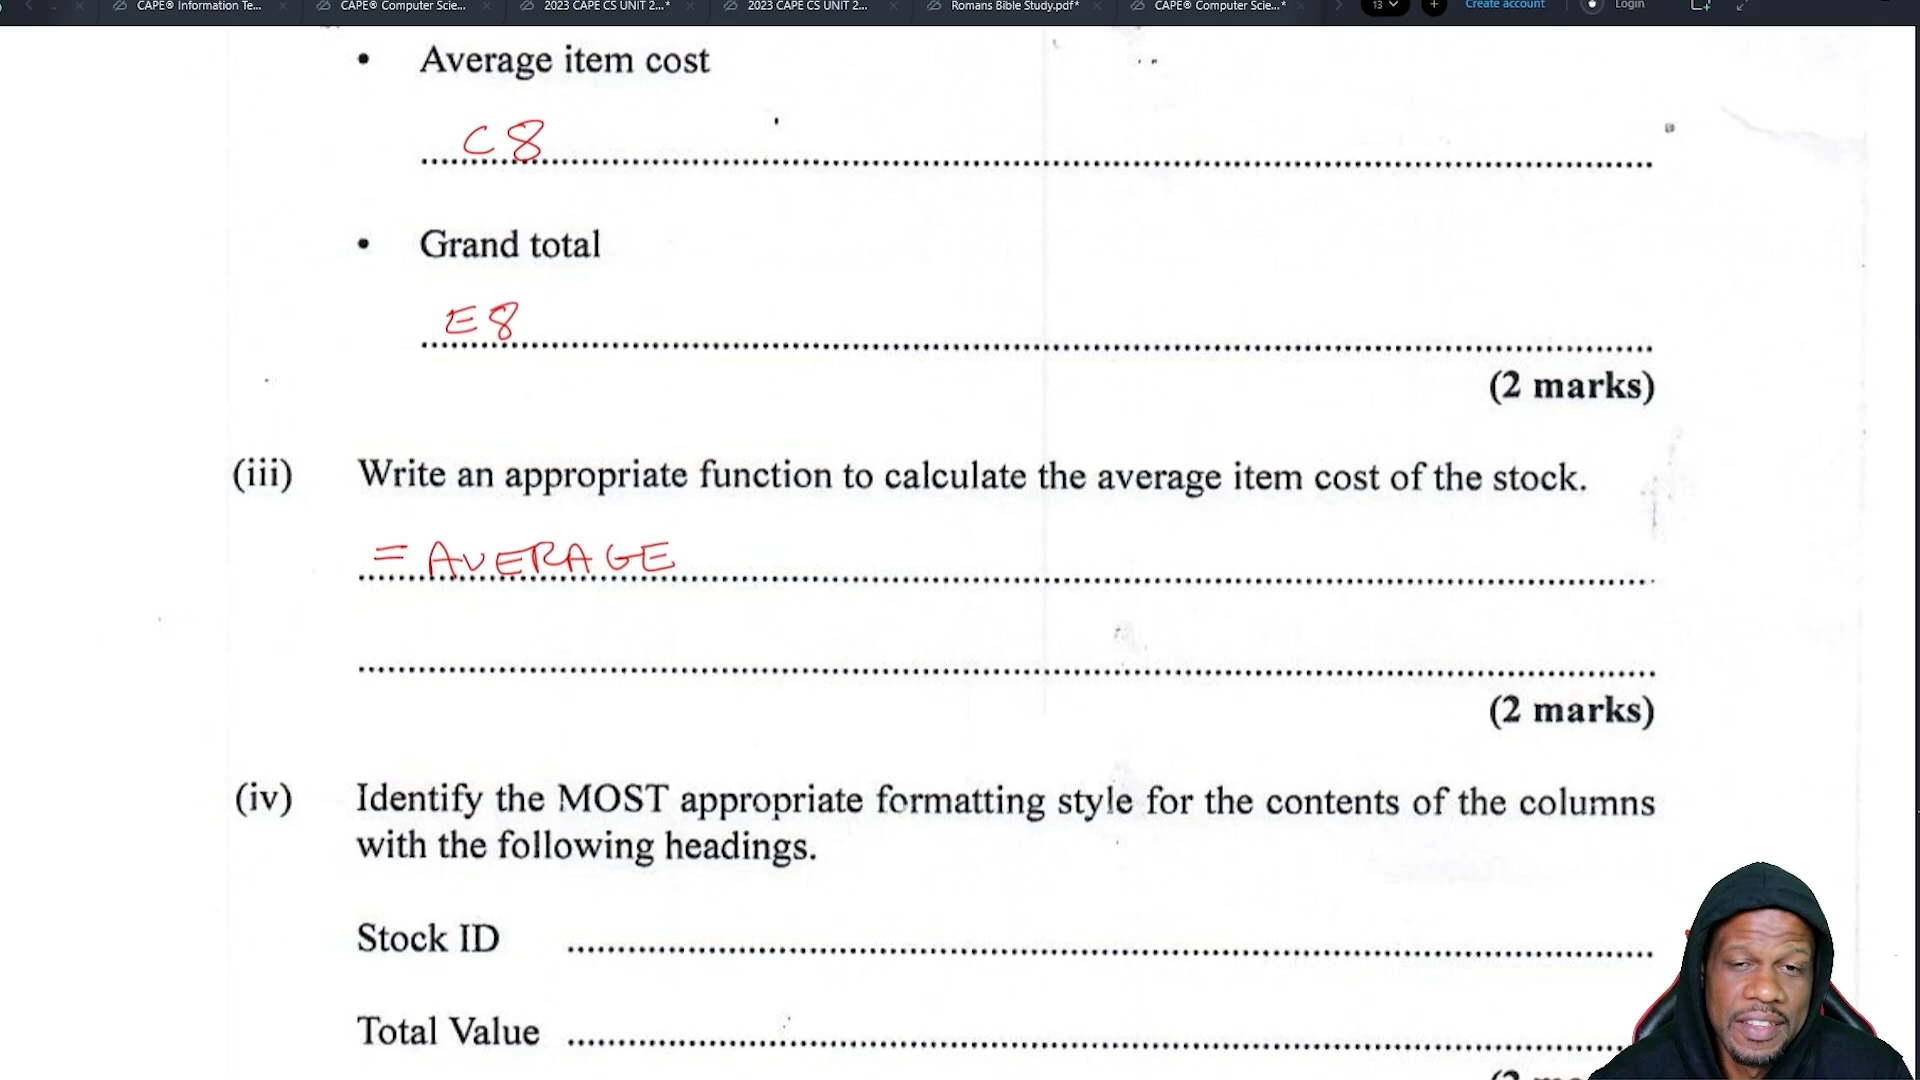 CAPE® Information Te... CAPE® Computer Scie... 2023 CAPE CS UNIT 2...* 2023 CAPE CS UNIT 2... Romans Bible Study.pdf* CAPE® Computer Scie...* 13 Create account Login
• Average item cost
C8
• Grand total
E8
(2 marks)
(iii) Write an appropriate function to calculate the average item cost of the stock.
= AVERAGE
(2 marks)
(iv) Identify the MOST appropriate formatting style for the contents of the columns
with the following headings.
Stock ID
Total Value